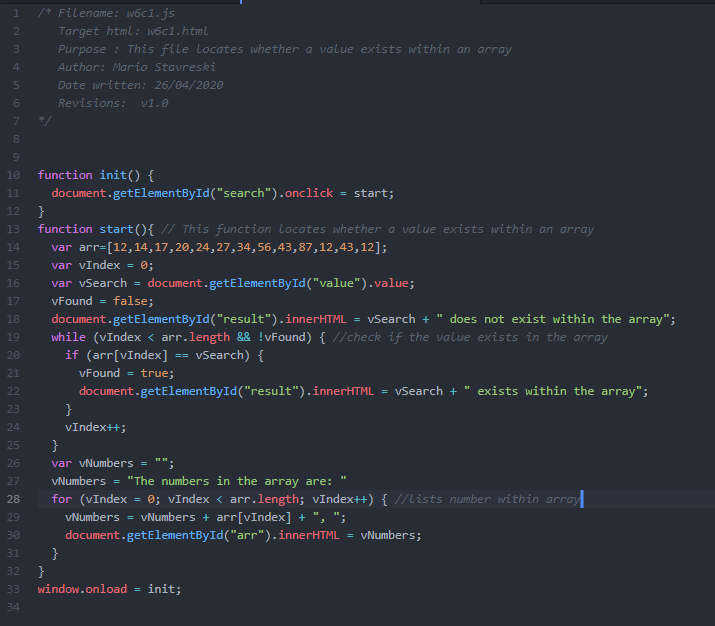 1 /* Filename: w6c1.js
2    Target html: w6c1.html
3    Purpose : This file locates whether a value exists within an array
4    Author: Mario Stavreski
5    Date written: 26/04/2020
6    Revisions:  v1.0
7 */
8
9
10 function init() {
11   document.getElementById("search").onclick = start;
12 }
13 function start(){ // This function locates whether a value exists within an array
14   var arr=[12,14,17,20,24,27,34,56,43,87,12,43,12];
15   var vIndex = 0;
16   var vSearch = document.getElementById("value").value;
17   vFound = false;
18   document.getElementById("result").innerHTML = vSearch + " does not exist within the array";
19   while (vIndex < arr.length && !vFound) { //check if the value exists in the array
20     if (arr[vIndex] == vSearch) {
21       vFound = true;
22       document.getElementById("result").innerHTML = vSearch + " exists within the array";
23     }
24     vIndex++;
25   }
26   var vNumbers = "";
27   vNumbers = "The numbers in the array are: "
28   for (vIndex = 0; vIndex < arr.length; vIndex++) { //lists number within array
29     vNumbers = vNumbers + arr[vIndex] + ", ";
30     document.getElementById("arr").innerHTML = vNumbers;
31   }
32 }
33 window.onload = init;
34